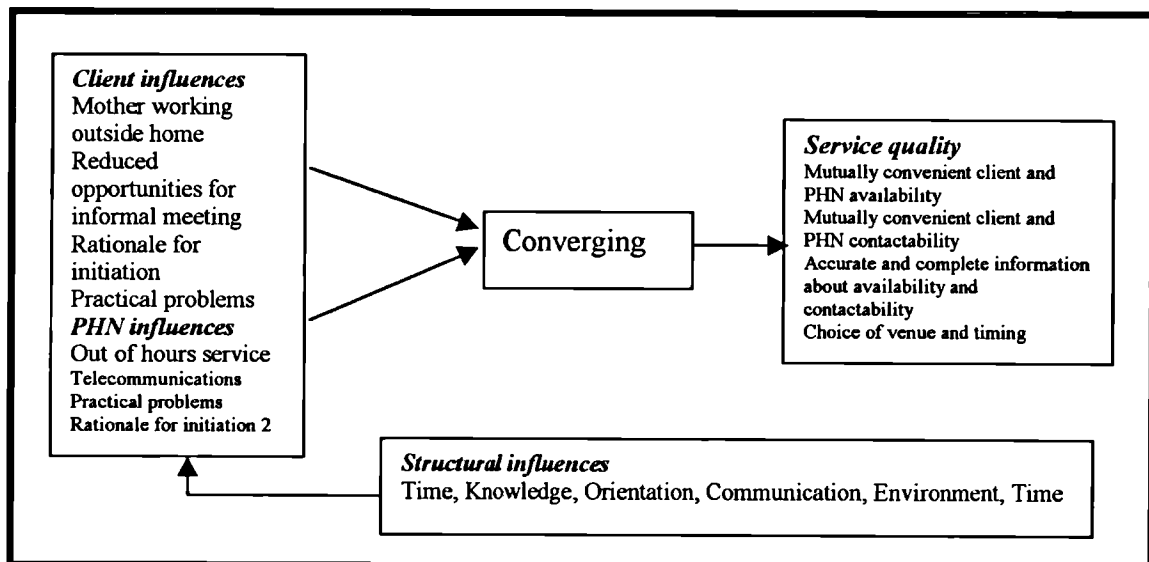 Client influences
Mother working
outside home
Reduced
opportunities for
informal meeting
Rationale for
initiation
Practical problems
PHN influences
Out of hours service
Telecommunications
Practical problems
Rationale for initiation 2
Converging
Service quality
Mutually convenient client and
PHN availability
Mutually convenient client and
PHN contactability
Accurate and complete information
about availability and
contactability
Choice of venue and timing
Structural influences
Time, Knowledge, Orientation, Communication, Environment, Time